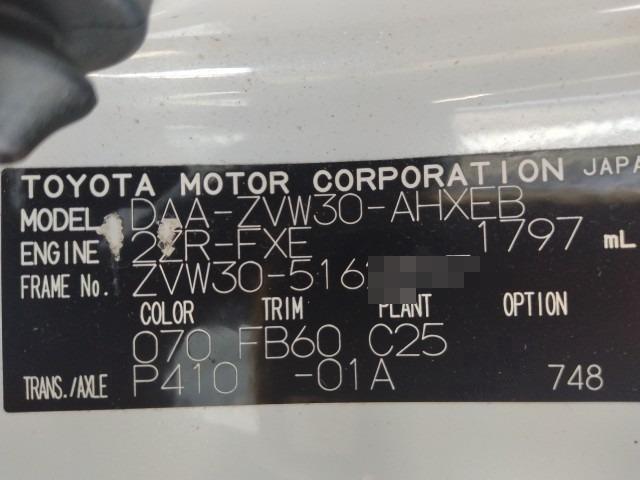 TOYOTA MOTOR CORPORATION JAPA
MODEL DAA-ZVW30-AHXEB
ENGINE 2ZR-FXE 1797 mL
FRAME No. ZVW30-516
COLOR TRIM PLANT OPTION
070 FB60 C25
TRANS./AXLE P410 -01A 748